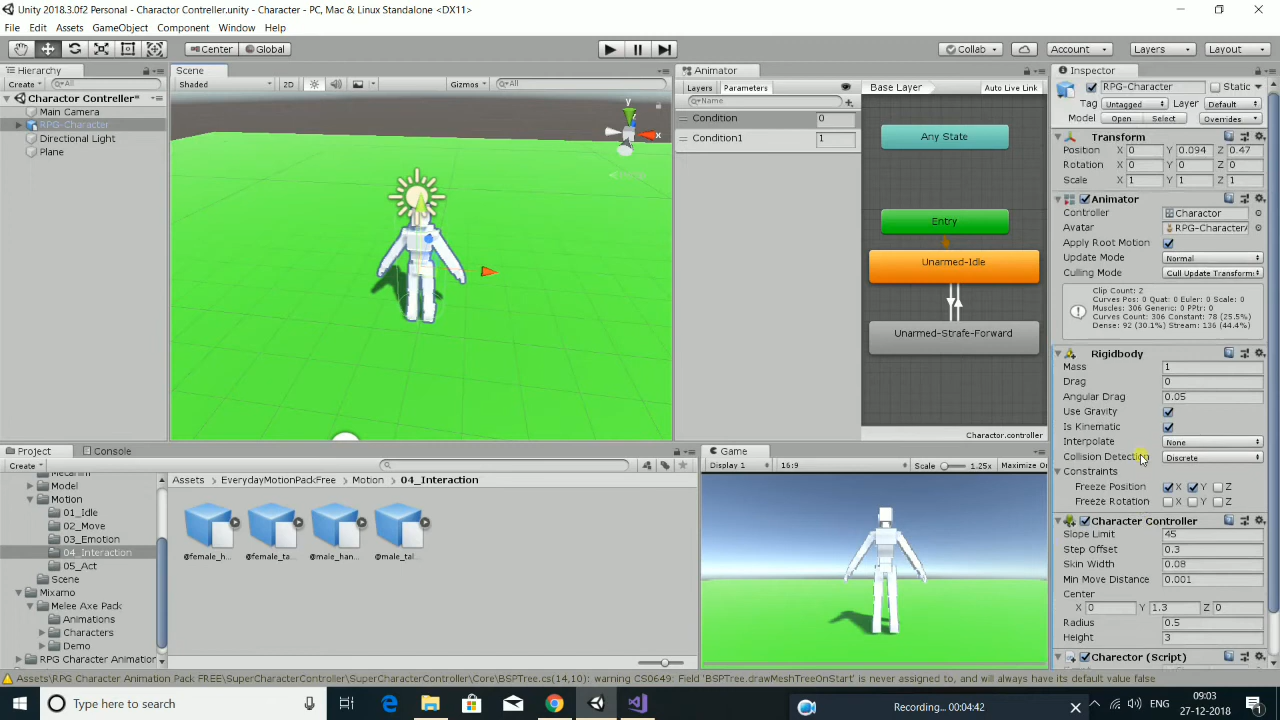 Unity 2018.3.0f2 Personal - Charactor Contreller.unity - Character - PC, Mac & Linux Standalone <DX11>
File Edit Assets GameObject Component Window Help
Center Global Collab Account Layers Layout
Hierarchy
Create All
Charactor Contreller*
Main Camera
RPG-Character
Directional Light
Plane
Scene
Shaded 2D Gizmos All
y
x
Persp
Animator
Layers Parameters Base Layer Auto Live Link
Name
Condition 0
Condition1 1
Any State
Entry
Unarmed-Idle
Unarmed-Strafe-Forward
Character.controller
Inspector
RPG-Character Static
Tag Untagged Layer Default
Model Open Select Overrides
Transform
Position X 0 Y 0.094 Z 0.47
Rotation X 0 Y 0 Z 0
Scale X 1 Y 1 Z 1
Animator
Controller Charactor
Avatar RPG-Character/
Apply Root Motion
Update Mode Normal
Culling Mode Cull Update Transform
Clip Count: 2
Curves Pos: 0 Quat: 0 Euler: 0 Scale: 0
Muscles: 306 Generic: 0 PPtr: 0
Curves Count: 306 Constant: 78 (25.5%)
Dense: 92 (30.1%) Stream: 136 (44.4%)
Rigidbody
Mass 1
Drag 0
Angular Drag 0.05
Use Gravity
Is Kinematic
Interpolate None
Collision Detection Discrete
Constraints
Freeze Position X Y Z
Freeze Rotation X Y Z
Character Controller
Slope Limit 45
Step Offset 0.3
Skin Width 0.08
Min Move Distance 0.001
Center
X 0 Y 1.3 Z 0
Radius 0.5
Height 3
Charector (Script)
Project Console
Create
Mecanim
Model
Motion
01_Idle
02_Move
03_Emotion
04_Interaction
05_Act
Scene
Mixamo
Melee Axe Pack
Animations
Characters
Demo
RPG Character Animation
Assets EverydayMotionPackFree Motion 04_Interaction
@female_h... @female_ta... @male_han... @male_tal...
Game
Display 1 16:9 Scale 1.25x Maximize On
Assets\RPG Character Animation Pack FREE\SuperCharacterController\SuperCharacterController\Core\BSPTree.cs(14,10): warning CS0649: Field 'BSPTree.drawMeshTreeOnStart' is never assigned to, and will always have its default value false
Type here to search
Recording... 00:04:42
09:03
27-12-2018